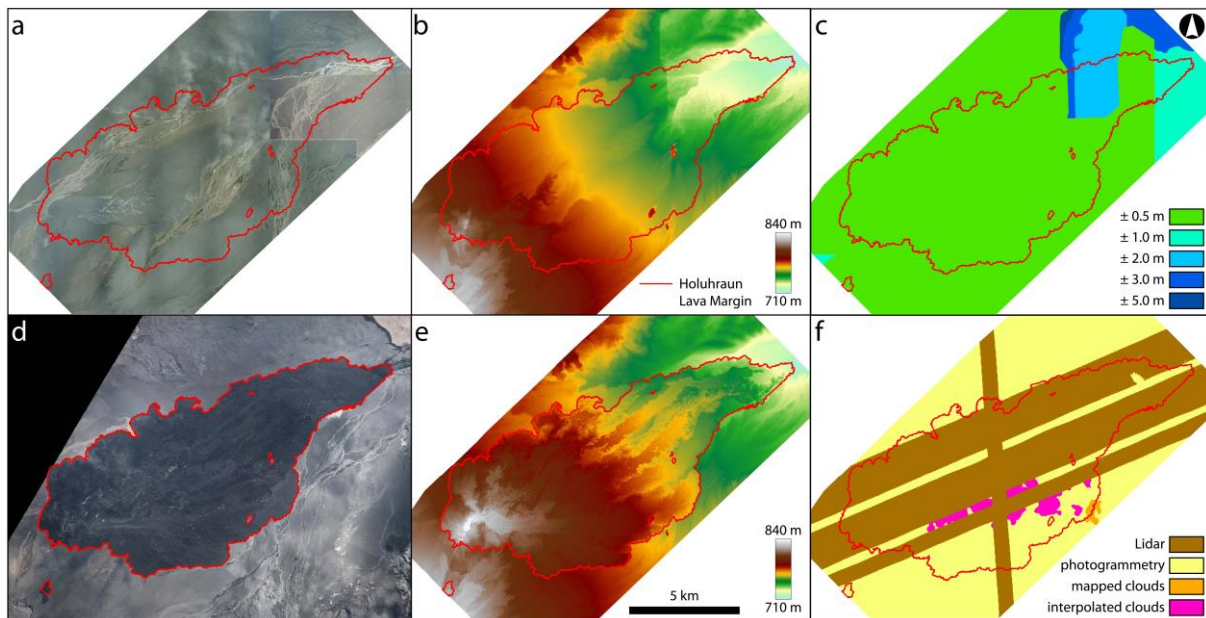 a
b
c
840 m
Holuhraun
Lava Margin
710 m
± 0.5 m
± 1.0 m
± 2.0 m
± 3.0 m
± 5.0 m
d
e
f
840 m
5 km
710 m
Lidar
photogrammetry
mapped clouds
interpolated clouds